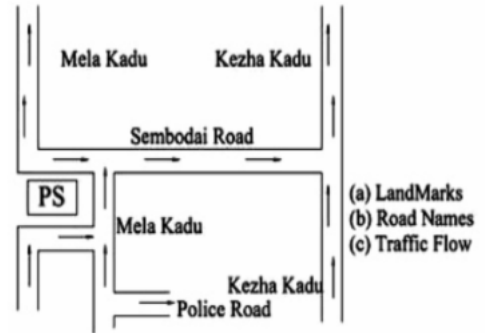 Mela Kadu
Kezha Kadu
Sembodai Road
PS
(a) LandMarks
(b) Road Names
(c) Traffic Flow
Mela Kadu
Kezha Kadu
Police Road